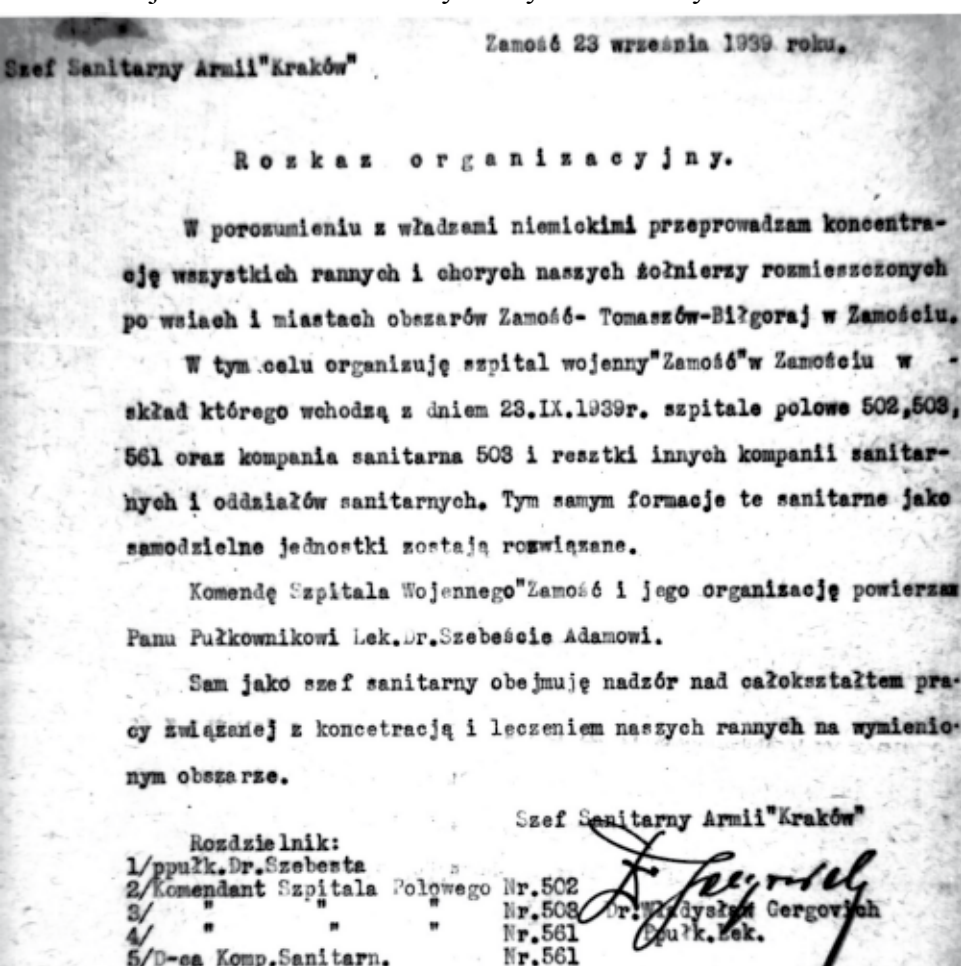 Zamość 23 września 1939 roku.
Szef Sanitarny Armii"Kraków"
Rozkaz organizacyjny.
W porozumieniu z władzami niemickimi przeprowadzam koncentra-
cję wszystkich rannych i chorych naszych żołnierzy rozmieszczonych
po wsiach i miastach obszarów Zamość- Tomaszów-Biłgoraj w Zamościu.
W tym celu organizuję szpital wojenny"Zamość"w Zamościu w -
skład którego wchodzą z dniem 23.IX.1939r. szpitale polowe 502,503,
561 oraz kompania sanitarna 503 i resztki innych kompanii sanitar-
nych i oddziałów sanitarnych. Tym samym formacje te sanitarne jako
samodzielne jednostki zostają rozwiązane.
Komendę Szpitala Wojennego"Zamość i jego organizację powierzam
Panu Pułkownikowi Lek.Dr.Szebeście Adamowi.
Sam jako szef sanitarny obejmuję nadzór nad całokształtem pra-
cy związanej z koncetracją i leczeniem naszych rannych na wymienio-
nym obszarze.
Szef Sanitarny Armii"Kraków"
Rozdzielnik:
1/ppułk.Dr.Szebesta
2/Komendant Szpitala Polowego Nr.502
3/ " " " Nr.503
Dr.Władysław Gergovich
4/ " " " Nr.561
Ppułk.Lek.
5/D-ca Komp.Sanitarn. Nr.561